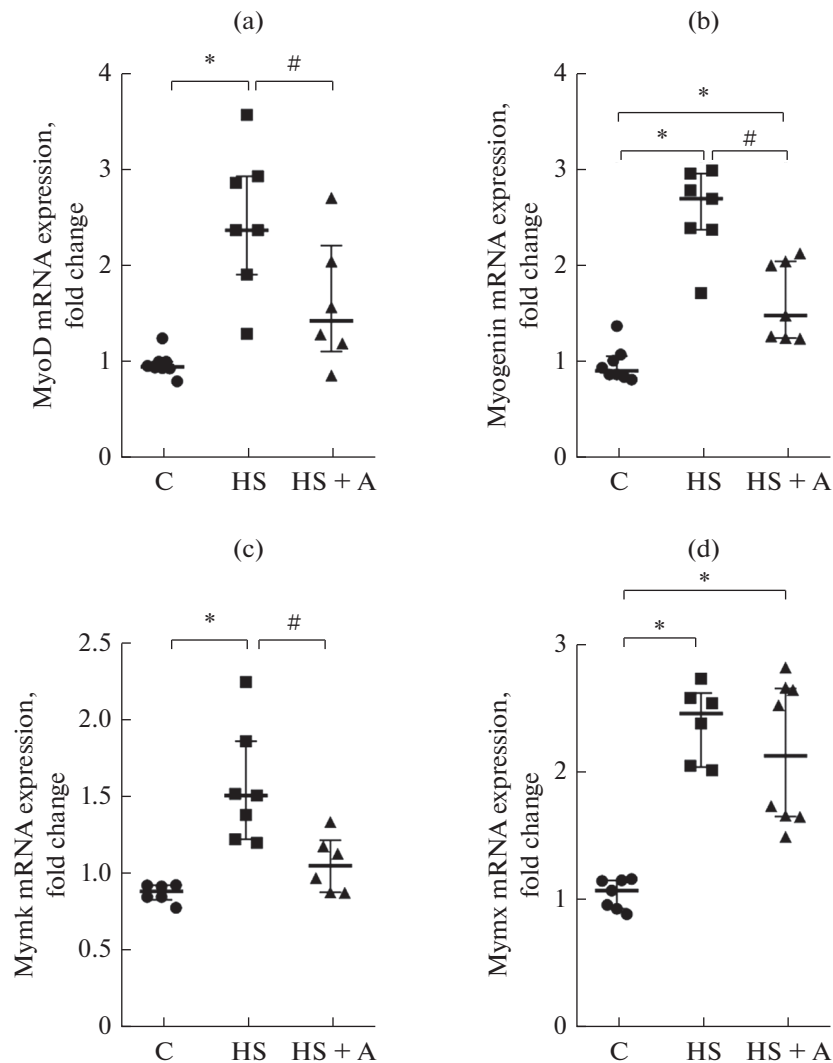 (a)
MyoD mRNA expression,
fold change
4
3
2
1
0
*
#
C HS HS + A
(b)
Myogenin mRNA expression,
fold change
4
3
2
1
0
*
*
#
C HS HS + A
(c)
Mymk mRNA expression,
fold change
2.5
2.0
1.5
1.0
0.5
0
*
#
C HS HS + A
(d)
Mymx mRNA expression,
fold change
3
2
1
0
*
*
C HS HS + A